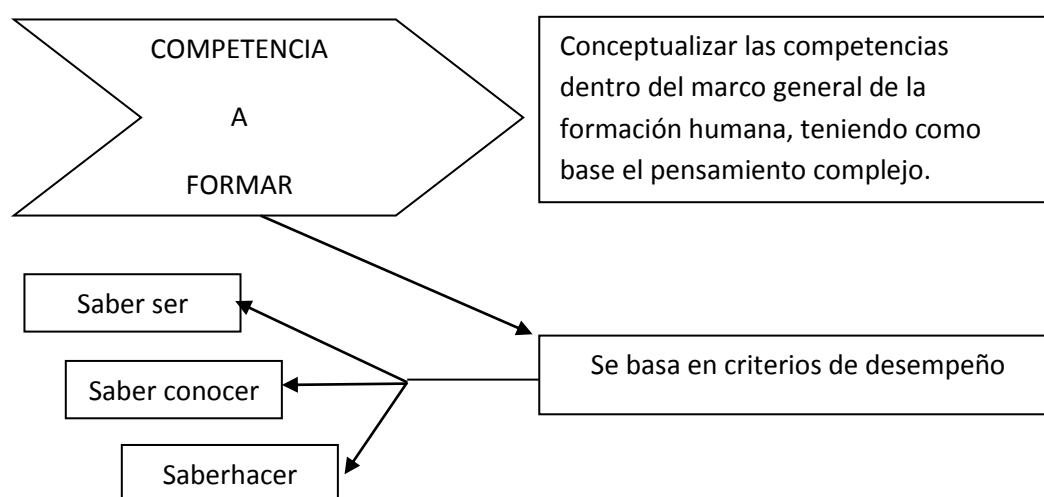 COMPETENCIA
A
FORMAR
Conceptualizar las competencias
dentro del marco general de la
formación humana, teniendo como
base el pensamiento complejo.
Saber ser
Se basa en criterios de desempeño
Saber conocer
Saberhacer